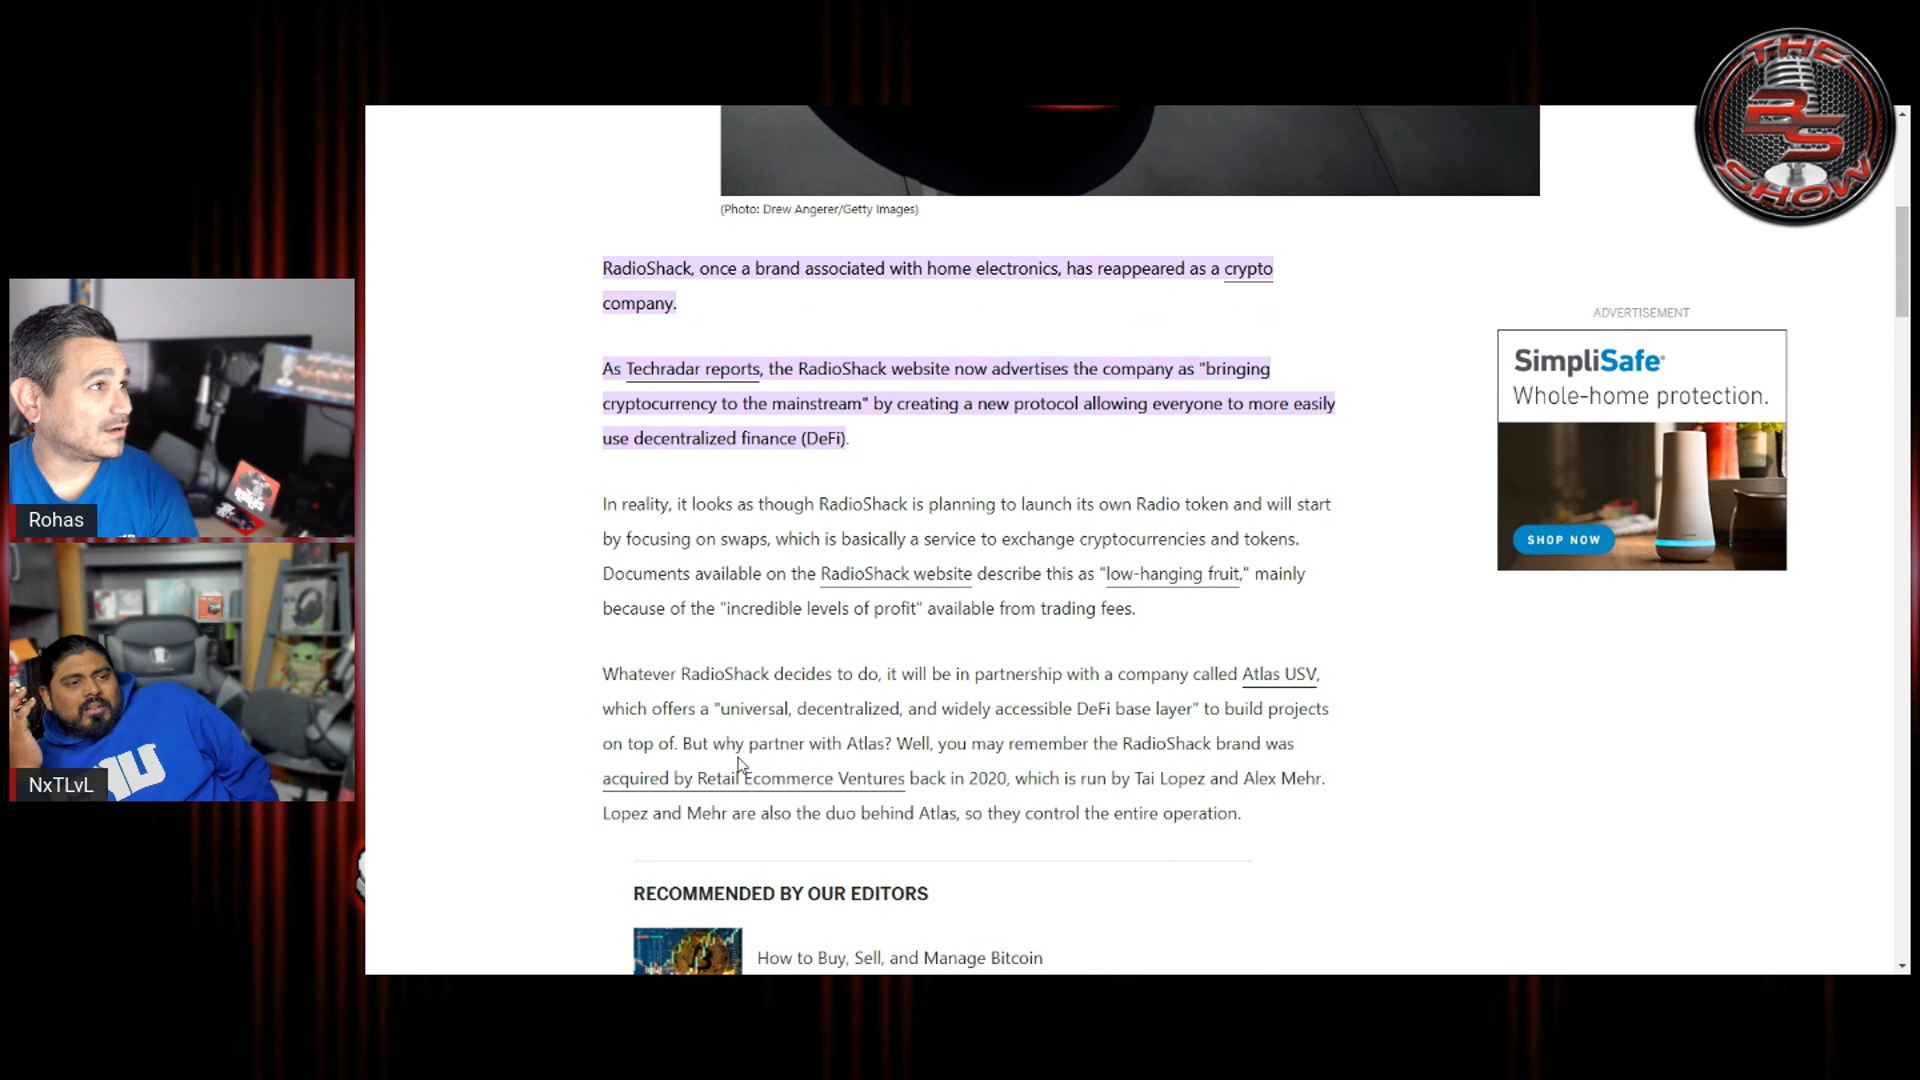 THE
BS
SHOW
(Photo: Drew Angerer/Getty Images)
RadioShack, once a brand associated with home electronics, has reappeared as a crypto
company.
As Techradar reports, the RadioShack website now advertises the company as "bringing
cryptocurrency to the mainstream" by creating a new protocol allowing everyone to more easily
use decentralized finance (DeFi).
In reality, it looks as though RadioShack is planning to launch its own Radio token and will start
by focusing on swaps, which is basically a service to exchange cryptocurrencies and tokens.
Documents available on the RadioShack website describe this as "low-hanging fruit," mainly
because of the "incredible levels of profit" available from trading fees.
Whatever RadioShack decides to do, it will be in partnership with a company called Atlas USV,
which offers a "universal, decentralized, and widely accessible DeFi base layer" to build projects
on top of. But why partner with Atlas? Well, you may remember the RadioShack brand was
acquired by Retail Ecommerce Ventures back in 2020, which is run by Tai Lopez and Alex Mehr.
Lopez and Mehr are also the duo behind Atlas, so they control the entire operation.
RECOMMENDED BY OUR EDITORS
How to Buy, Sell, and Manage Bitcoin
ADVERTISEMENT
SimpliSafe
Whole-home protection.
SHOP NOW
Rohas
NxTLvL